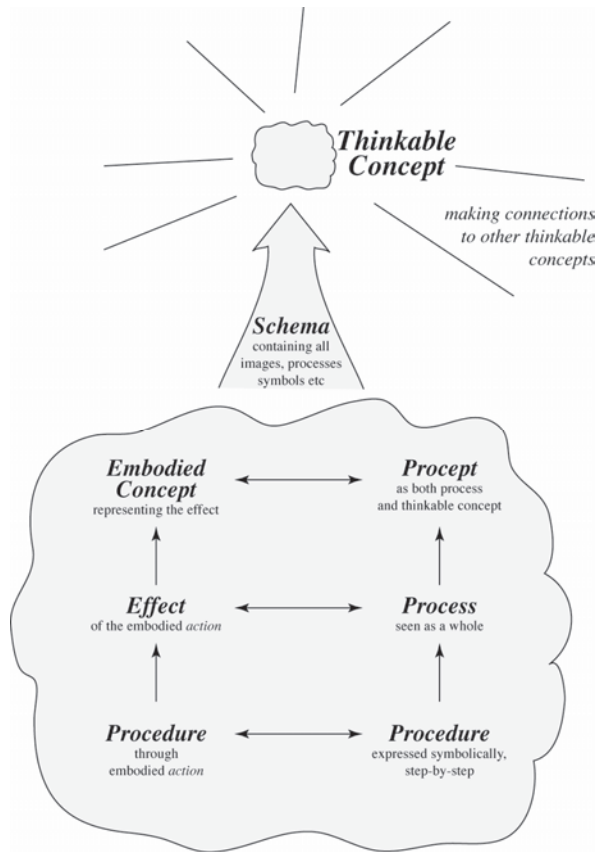 Thinkable
Concept
making connections
to other thinkable
concepts
Schema
containing all
images, processes
symbols etc
Embodied
Concept
representing the effect
Procept
as both process
and thinkable concept
Effect
of the embodied action
Process
seen as a whole
Procedure
through
embodied action
Procedure
expressed symbolically,
step-by-step